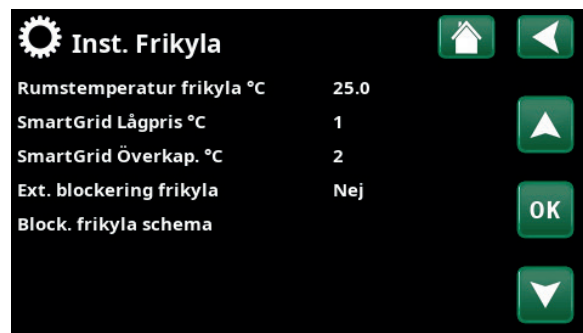 Inst. Frikyla
Rumstemperatur frikyla °C 25.0
SmartGrid Lågpris °C 1
SmartGrid Överkap. °C 2
Ext. blockering frikyla Nej
Block. frikyla schema
OK